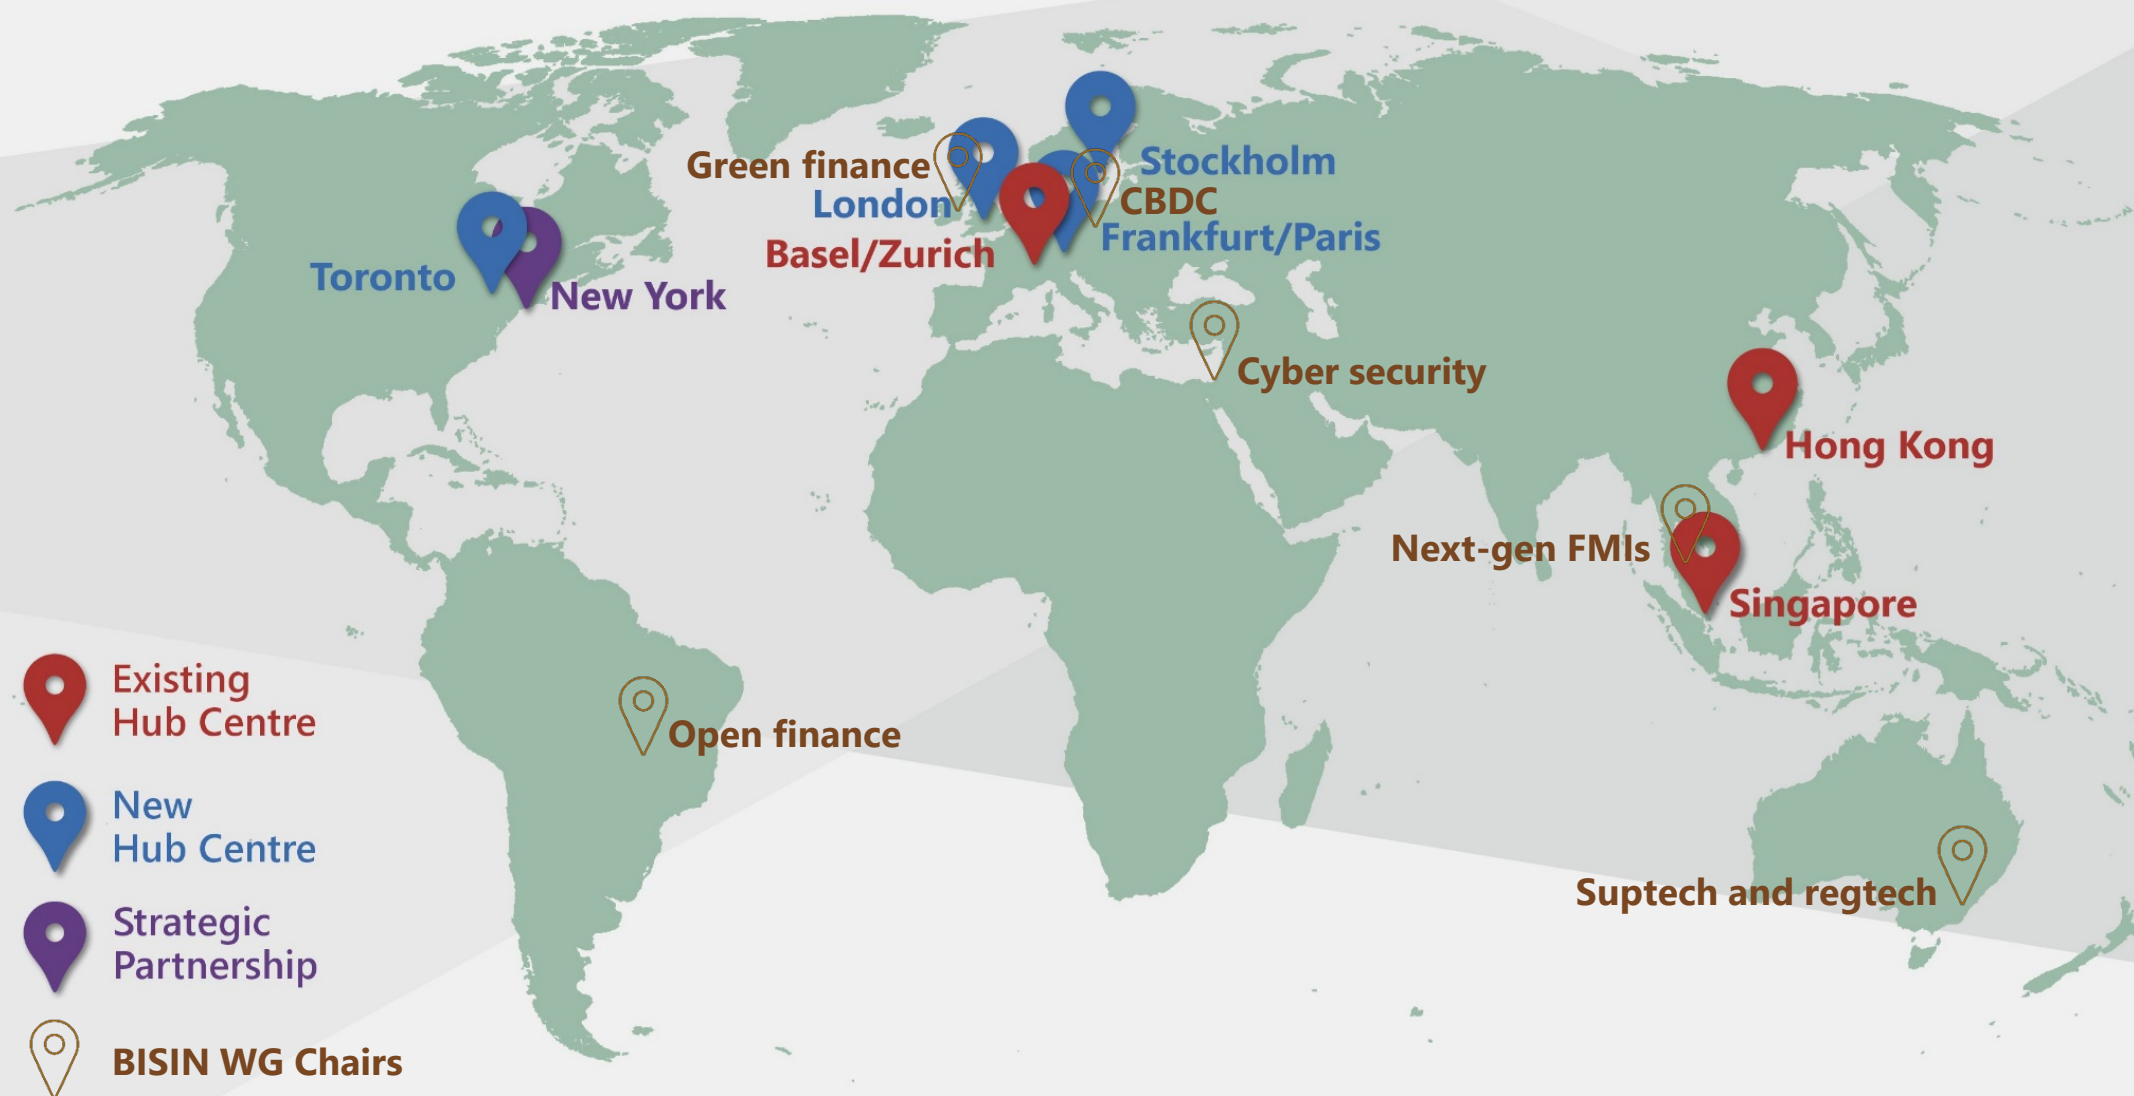 Stockholm
Green finance
CBDC
London
Frankfurt/Paris
Basel/Zurich
Toronto
New York
Cyber security
Hong Kong
Next-gen FMIs
Singapore
Open finance
Suptech and regtech
Existing
Hub Centre
New
Hub Centre
Strategic
Partnership
BISIN WG Chairs